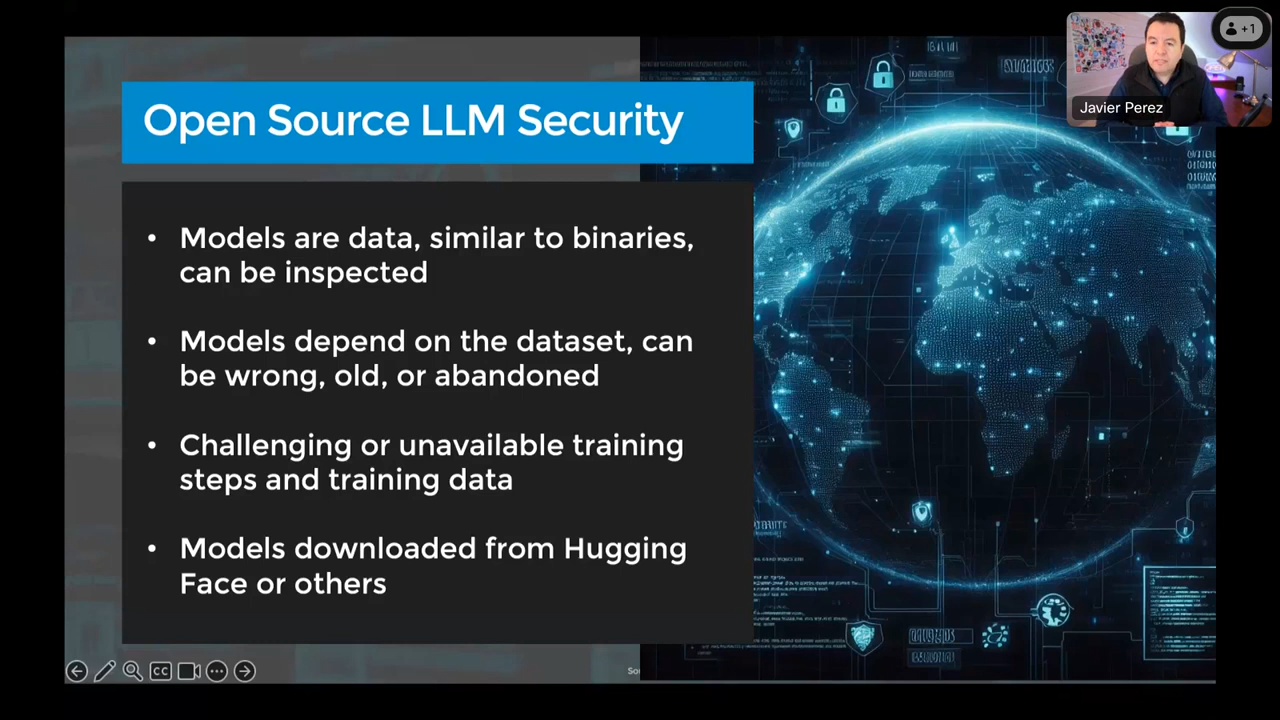 Open Source LLM Security
• Models are data, similar to binaries,
can be inspected
• Models depend on the dataset, can
be wrong, old, or abandoned
• Challenging or unavailable training
steps and training data
• Models downloaded from Hugging
Face or others
Javier Perez
+1
CC